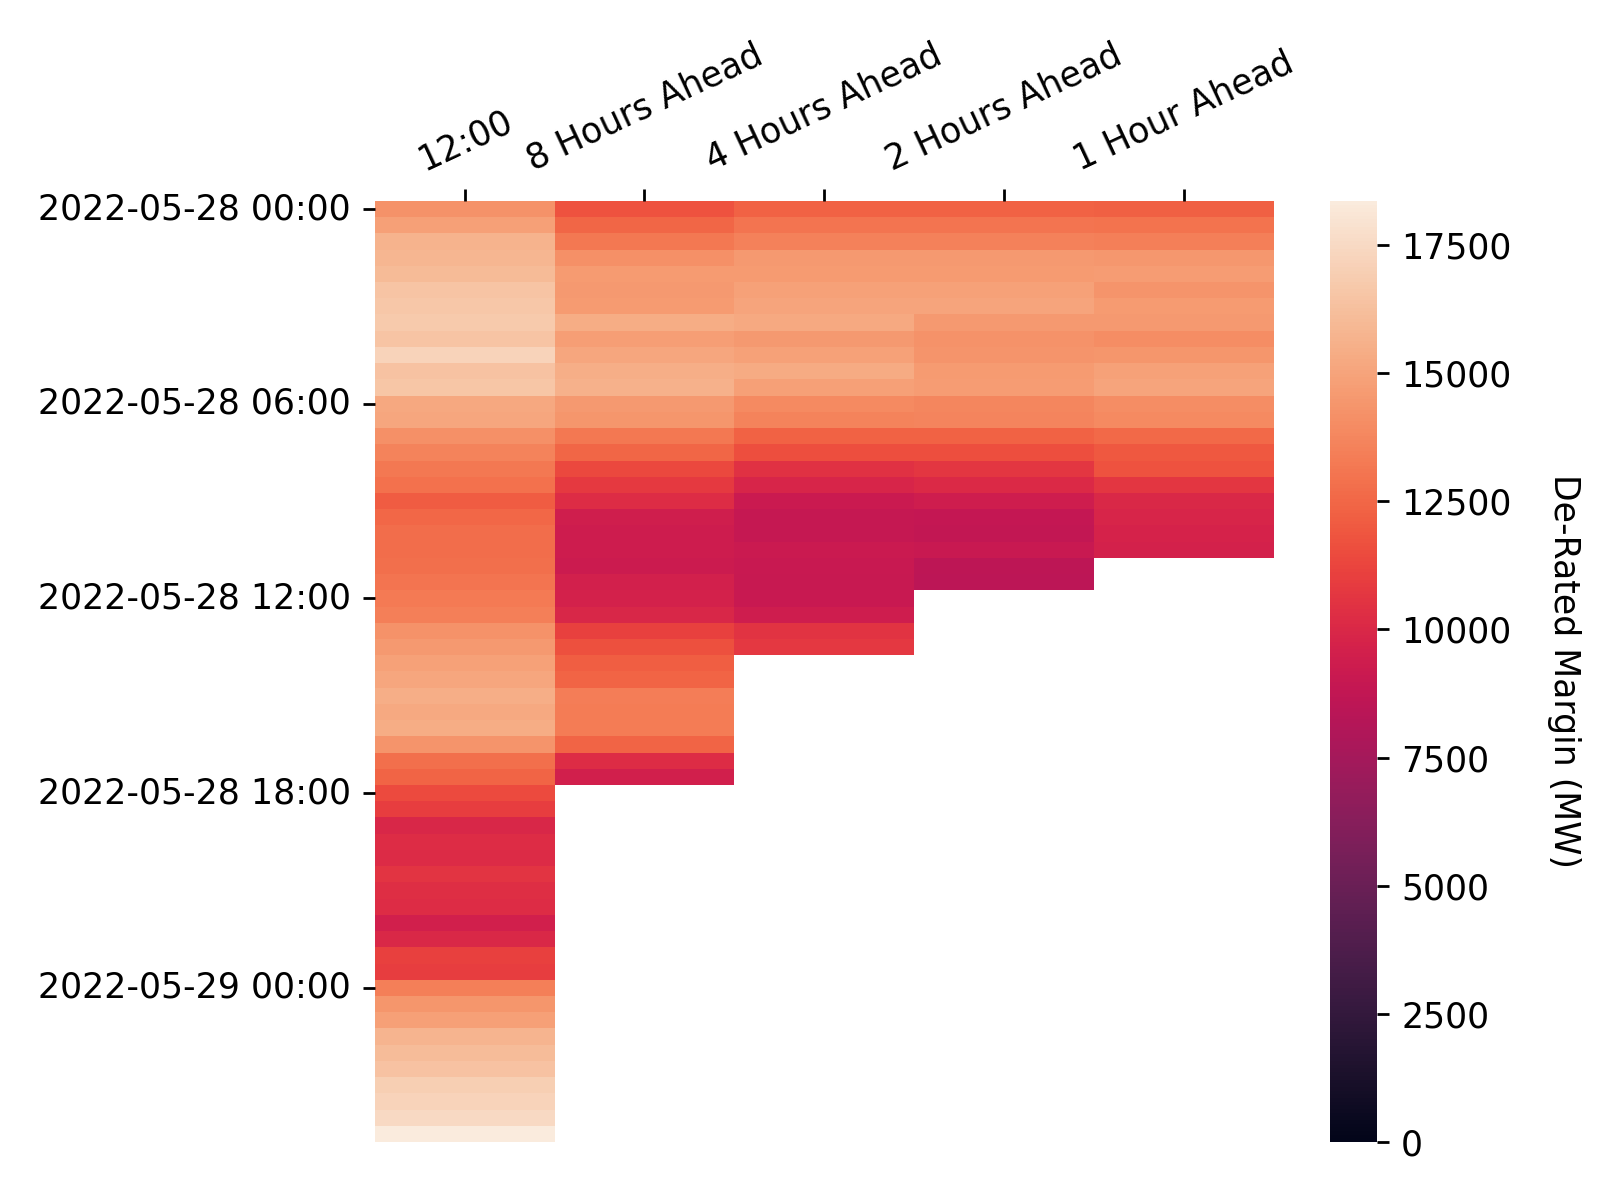 12:00
8 Hours Ahead
4 Hours Ahead
2 Hours Ahead
1 Hour Ahead
2022-05-28 00:00
2022-05-28 06:00
2022-05-28 12:00
2022-05-28 18:00
2022-05-29 00:00
17500
15000
12500
10000
7500
5000
2500
0
De-Rated Margin (MW)